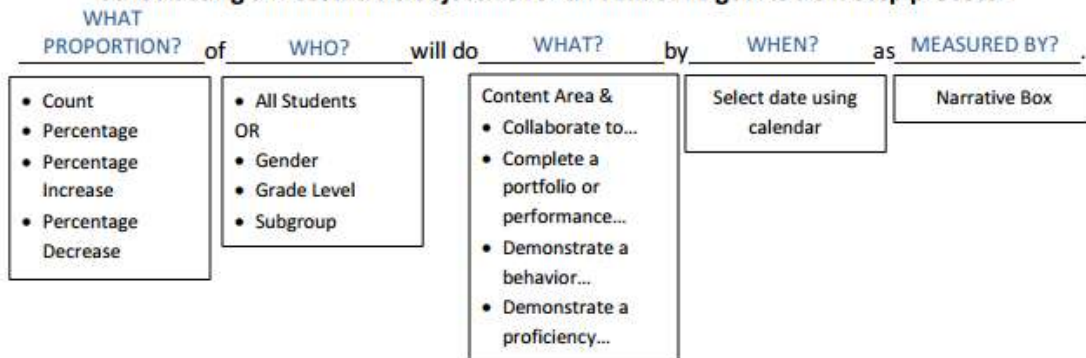 WHAT
PROPORTION? of WHO? will do WHAT? by WHEN? as MEASURED BY? .
• Count
• Percentage
• Percentage
Increase
• Percentage
Decrease
• All Students
OR
• Gender
• Grade Level
• Subgroup
Content Area &
• Collaborate to...
• Complete a
portfolio or
performance...
• Demonstrate a
behavior...
• Demonstrate a
proficiency...
Select date using
calendar
Narrative Box